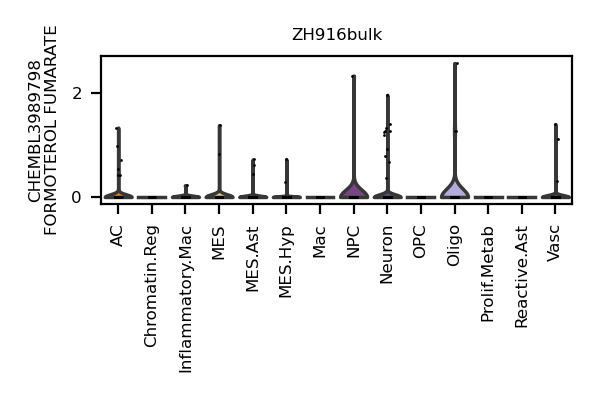 ZH916bulk
CHEMBL3989798
FORMOTEROL FUMARATE
2
0
AC
Chromatin.Reg
Inflammatory.Mac
MES
MES.Ast
MES.Hyp
Mac
NPC
Neuron
OPC
Oligo
Prolif.Metab
Reactive.Ast
Vasc